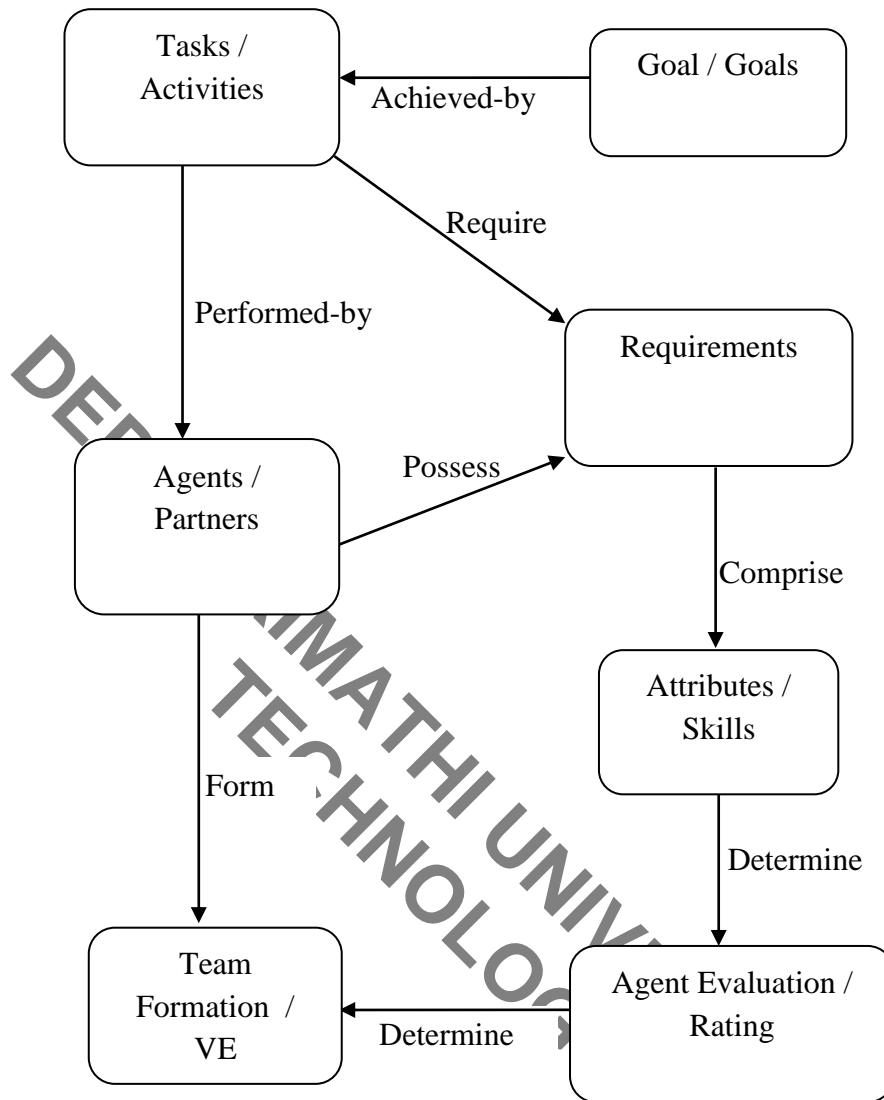 Tasks /
Activities
Goal / Goals
Achieved-by
Require
Performed-by
Requirements
Agents /
Partners
Possess
Comprise
Attributes /
Skills
Form
Determine
Team
Formation /
VE
Determine
Agent Evaluation /
Rating